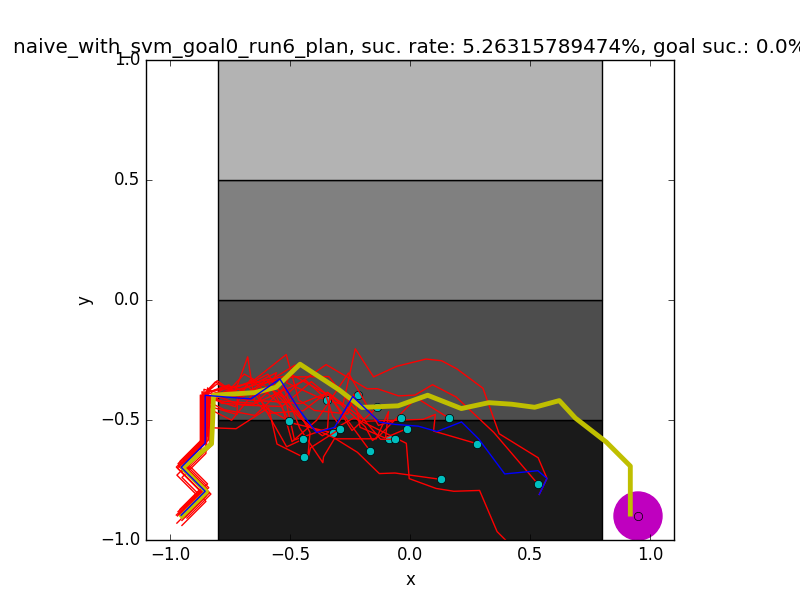 naive_with_svm_goal0_run6_plan, suc. rate: 5.26315789474%, goal suc.: 0.0%
1.0
0.5
0.0
−0.5
−1.0
y
−1.0 −0.5 0.0 0.5 1.0
x